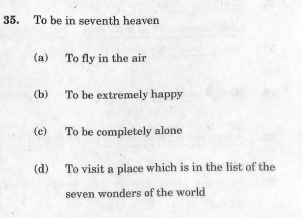 35. To be in seventh heaven
(a) To fly in the air
(b) To be extremely happy
(c) To be completely alone
(d) To visit a place which is in the list of the
seven wonders of the world